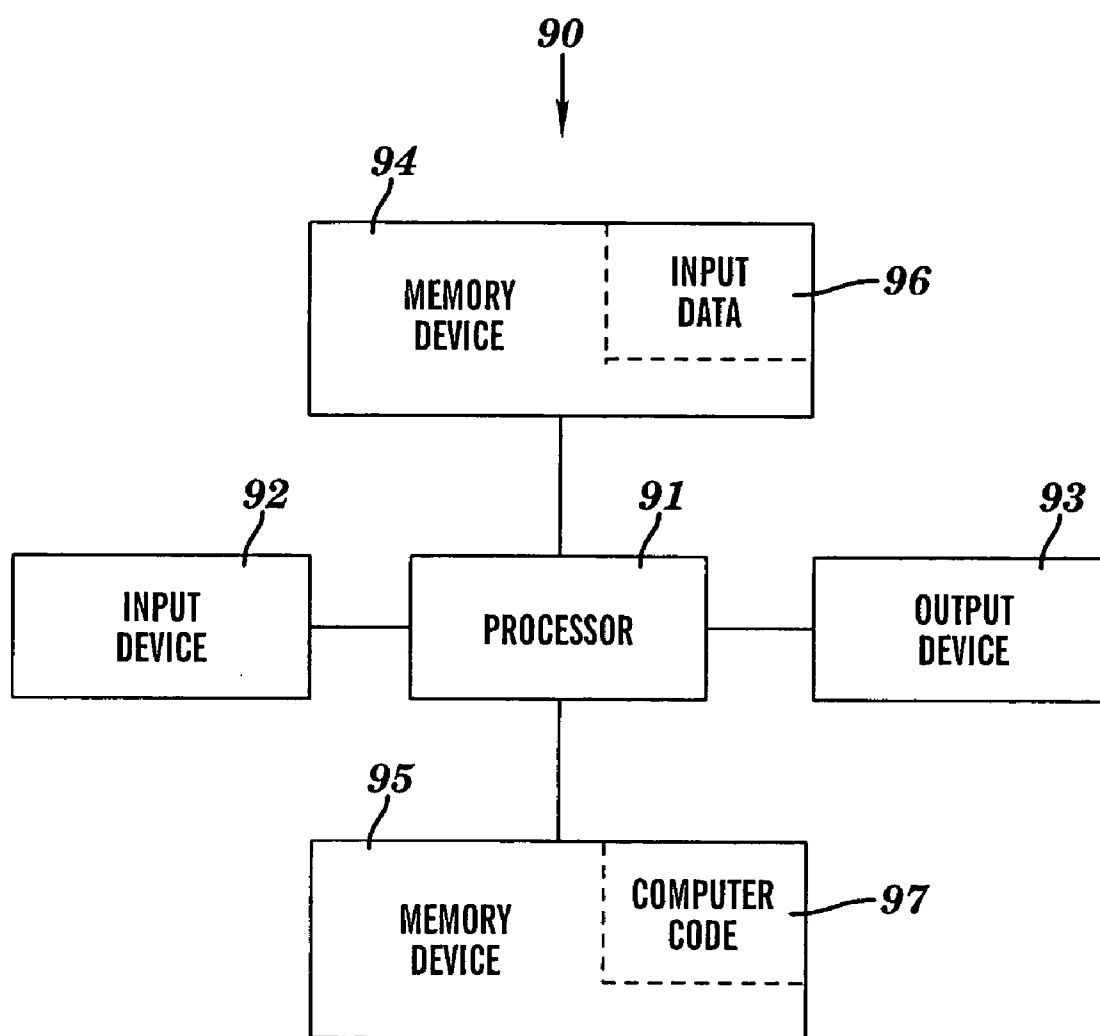 90
94
MEMORY
DEVICE
INPUT
DATA
96
92
INPUT
DEVICE
91
PROCESSOR
93
OUTPUT
DEVICE
95
MEMORY
DEVICE
COMPUTER
CODE
97